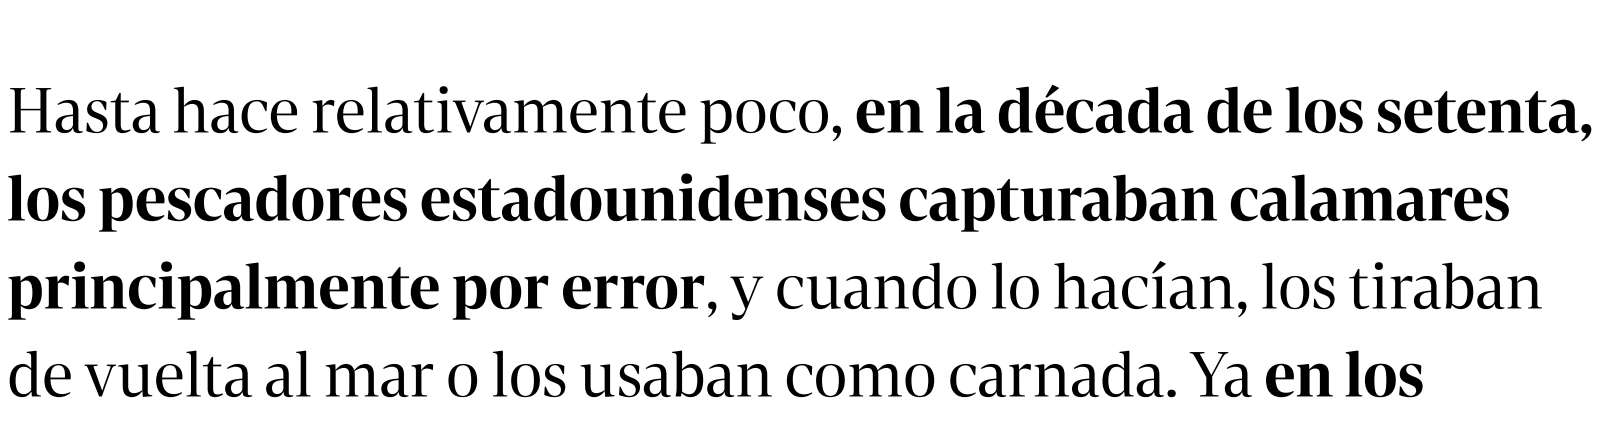 Hasta hace relativamente poco, en la década de los setenta,
los pescadores estadounidenses capturaban calamares
principalmente por error, y cuando lo hacían, los tiraban
de vuelta al mar o los usaban como carnada. Ya en los